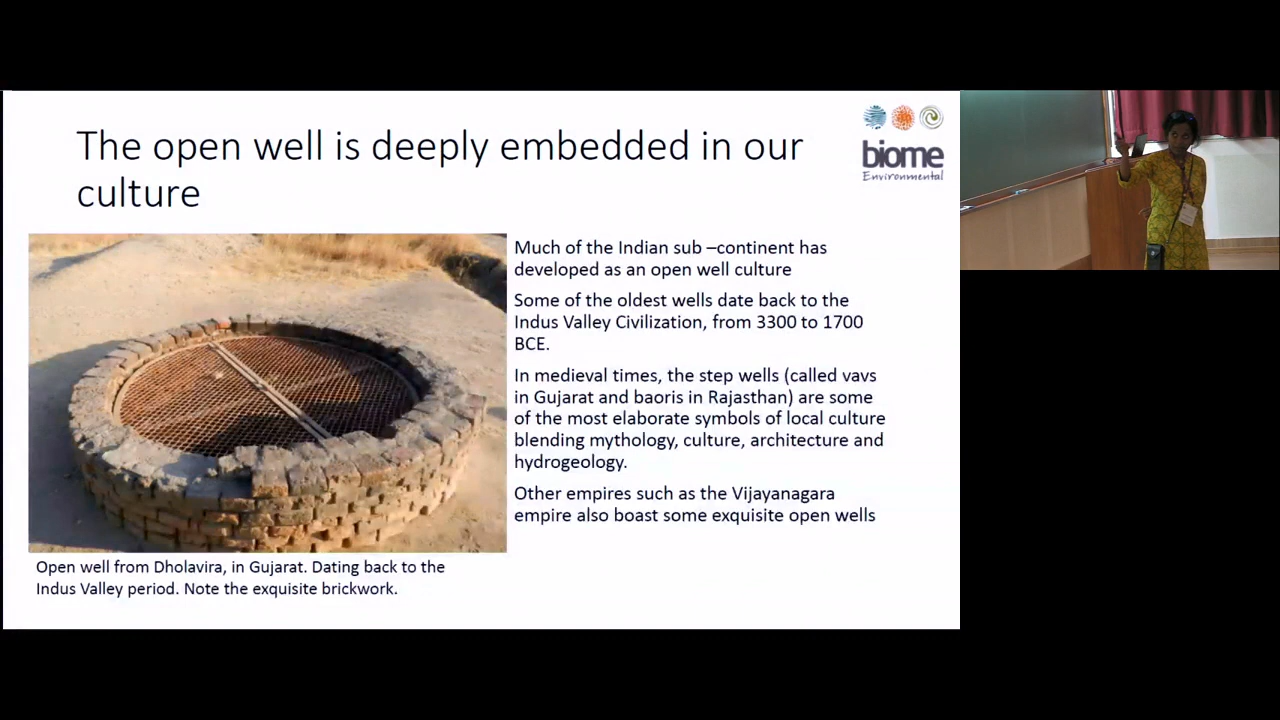 The open well is deeply embedded in our
culture
biome
Environmental
Much of the Indian sub –continent has
developed as an open well culture
Some of the oldest wells date back to the
Indus Valley Civilization, from 3300 to 1700
BCE.
In medieval times, the step wells (called vavs
in Gujarat and baoris in Rajasthan) are some
of the most elaborate symbols of local culture
blending mythology, culture, architecture and
hydrogeology.
Other empires such as the Vijayanagara
empire also boast some exquisite open wells
Open well from Dholavira, in Gujarat. Dating back to the
Indus Valley period. Note the exquisite brickwork.